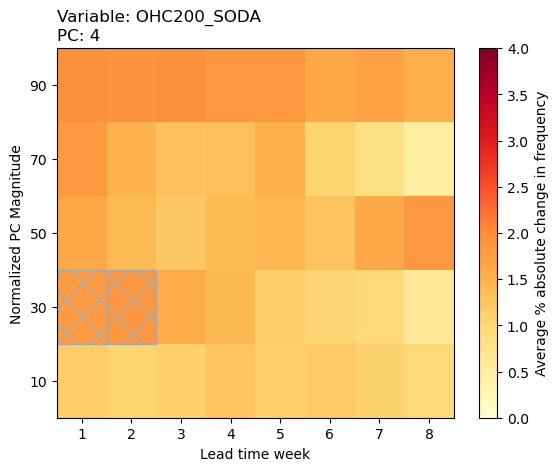 Variable: OHC200_SODA
PC: 4
90
70
50
30
10
Normalized PC Magnitude
1 2 3 4 5 6 7 8
Lead time week
4.0
3.5
3.0
2.5
2.0
1.5
1.0
0.5
0.0
Average % absolute change in frequency